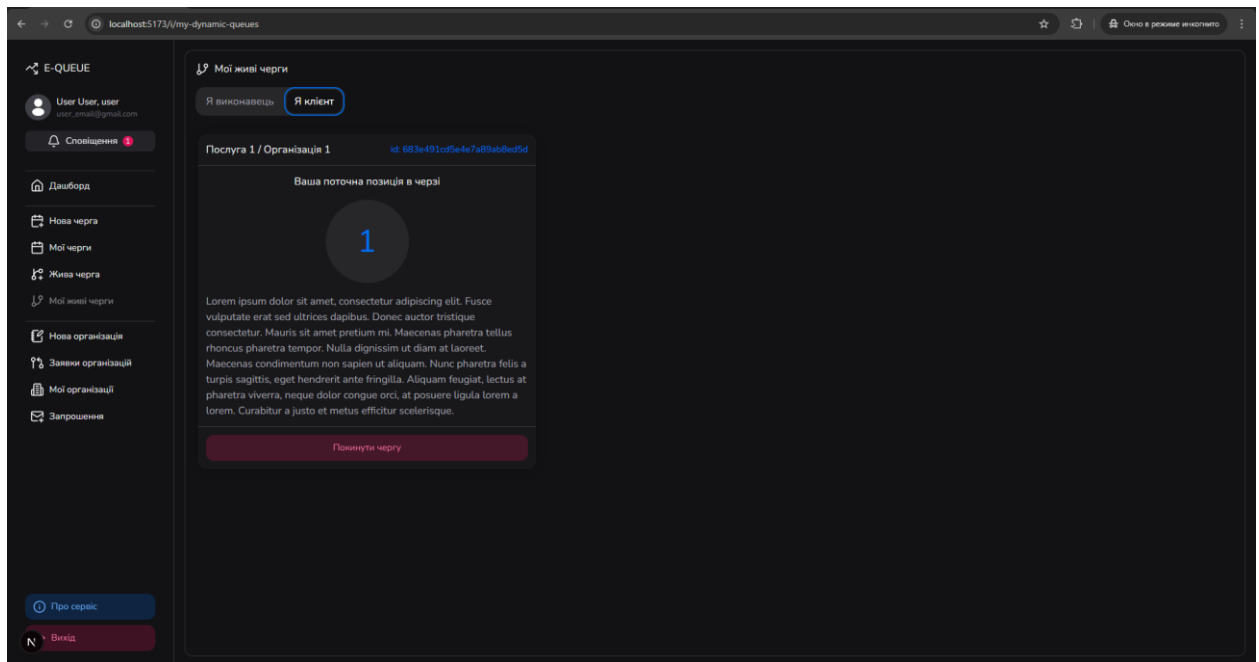 localhost:5173/i/my-dynamic-queues
Окно в режиме инкогнито
E-QUEUE
User User, user
user_email@gmail.com
Сповіщення 1
Дашборд
Нова черга
Мої черги
Жива черга
Мої живі черги
Нова організація
Заявки організацій
Мої організації
Запрошення
Про сервіс
N Вихід
Мої живі черги
Я виконавець Я клієнт
Послуга 1 / Організація 1 id: 683e491cd5e4e7a89ab8ed5d
Ваша поточна позиція в черзі
1
Lorem ipsum dolor sit amet, consectetur adipiscing elit. Fusce
vulputate erat sed ultrices dapibus. Donec auctor tristique
consectetur. Mauris sit amet pretium mi. Maecenas pharetra tellus
rhoncus pharetra tempor. Nulla dignissim ut diam at laoreet.
Maecenas condimentum non sapien ut aliquam. Nunc pharetra felis a
turpis sagittis, eget hendrerit ante fringilla. Aliquam feugiat, lectus at
pharetra viverra, neque dolor congue orci, at posuere ligula lorem a
lorem. Curabitur a justo et metus efficitur scelerisque.
Покинути чергу